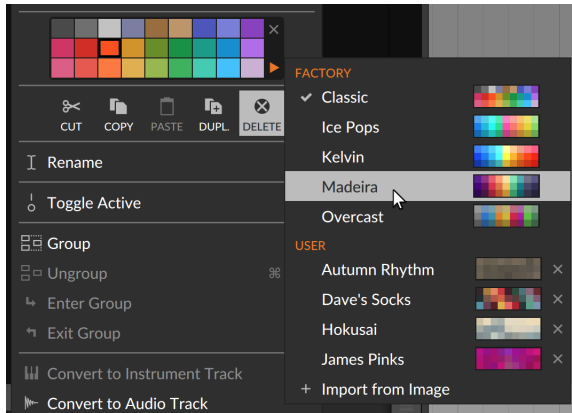 CUT COPY PASTE DUPL. DELETE
Rename
Toggle Active
Group
Ungroup ⌘
Enter Group
Exit Group
Convert to Instrument Track
Convert to Audio Track
FACTORY
Classic
Ice Pops
Kelvin
Madeira
Overcast
USER
Autumn Rhythm
Dave's Socks
Hokusai
James Pinks
+ Import from Image